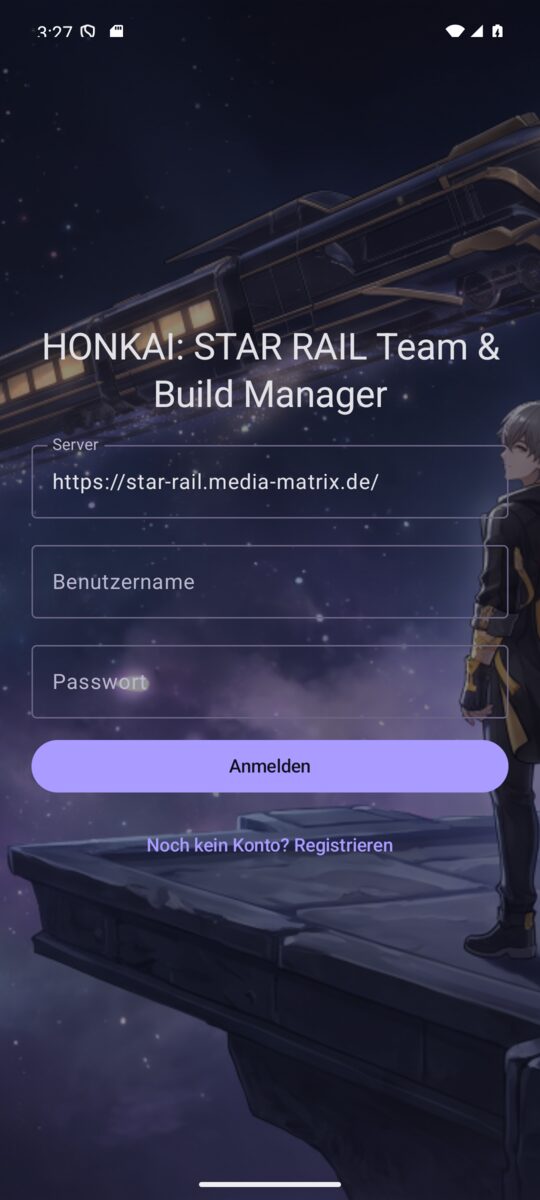 3:27
HONKAI: STAR RAIL Team &
Build Manager
Server
https://star-rail.media-matrix.de/
Benutzername
Passwort
Anmelden
Noch kein Konto? Registrieren